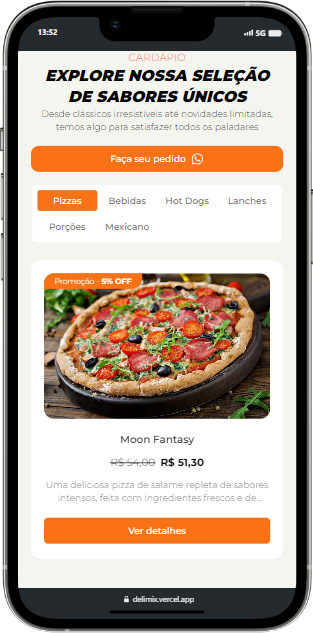 13:52
5G
CARDÁPIO
EXPLORE NOSSA SELEÇÃO
DE SABORES ÚNICOS
Desde clássicos irresistíveis até novidades limitadas,
temos algo para satisfazer todos os paladares
Faça seu pedido
Pizzas Bebidas Hot Dogs Lanches
Porções Mexicano
Promoção - 5% OFF
Moon Fantasy
R$ 54,00 R$ 51,30
Uma deliciosa pizza de salame repleta de sabores
intensos, feita com ingredientes frescos e de...
Ver detalhes
delimix.vercel.app